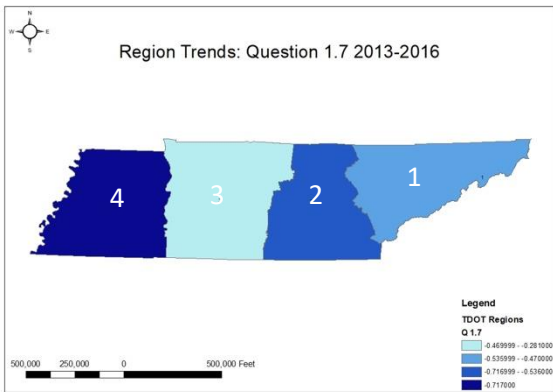 N
W E
S
Region Trends: Question 1.7 2013-2016
4 3 2 1
Legend
TDOT Regions
Q 1.7
-0.469999 - -0.281000
-0.535999 - -0.470000
-0.716999 - -0.536000
-0.717000
500,000 250,000 0 500,000 Feet